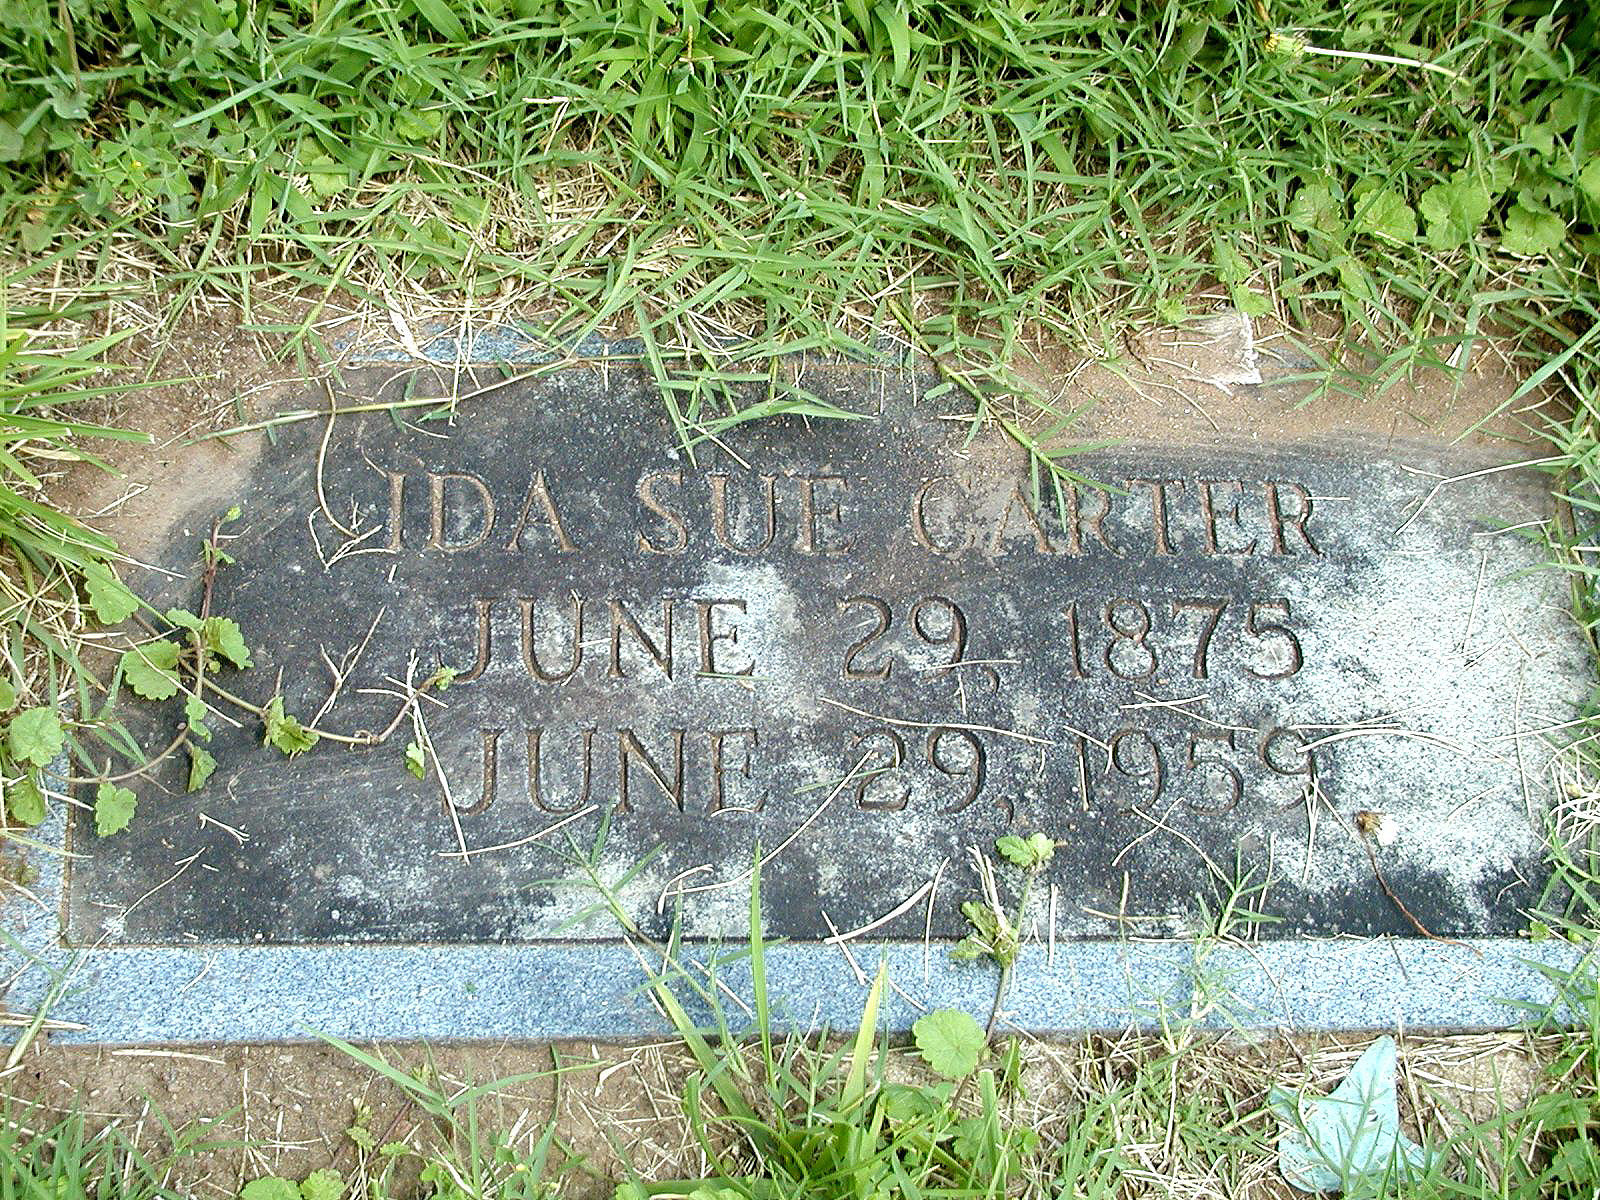 IDA SUE CARTER
JUNE 29, 1875
JUNE 29, 1959